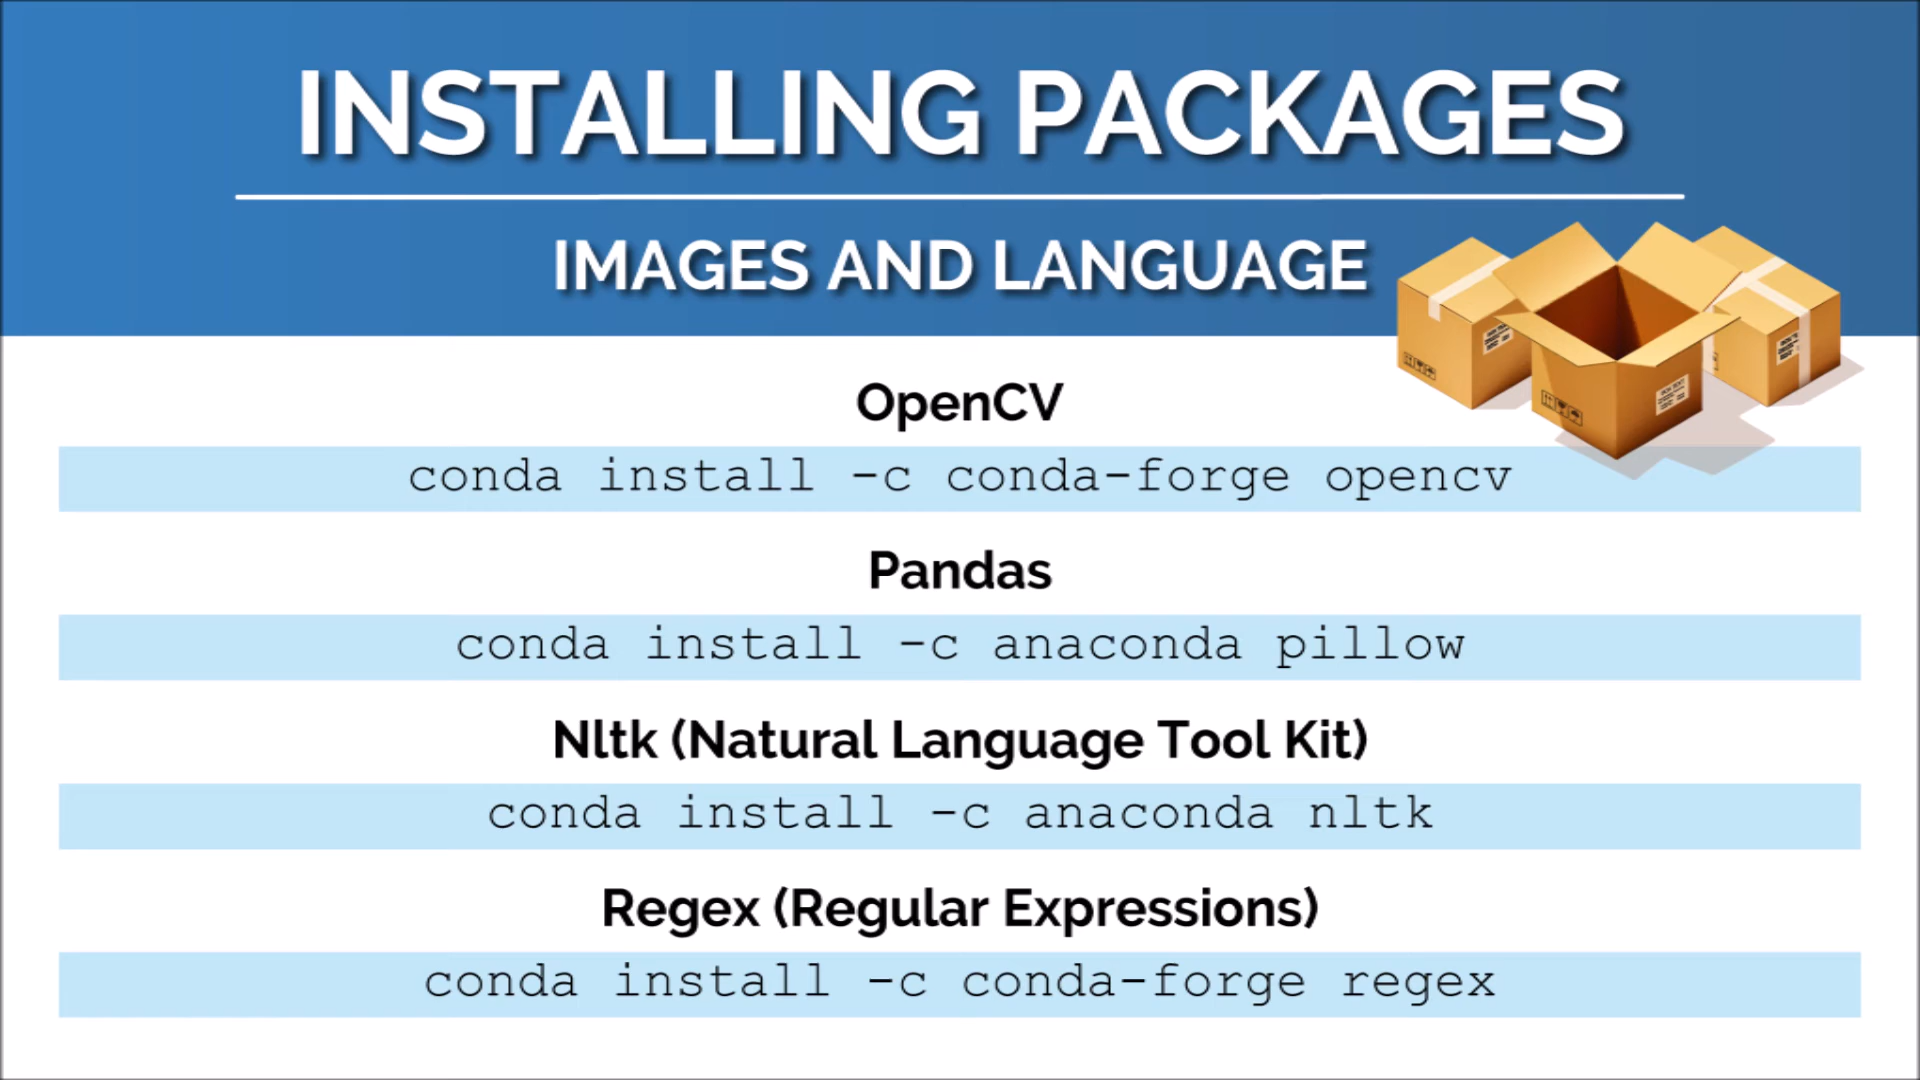 INSTALLING PACKAGES
IMAGES AND LANGUAGE
OpenCV
conda install -c conda-forge opencv
Pandas
conda install -c anaconda pillow
Nltk (Natural Language Tool Kit)
conda install -c anaconda nltk
Regex (Regular Expressions)
conda install -c conda-forge regex